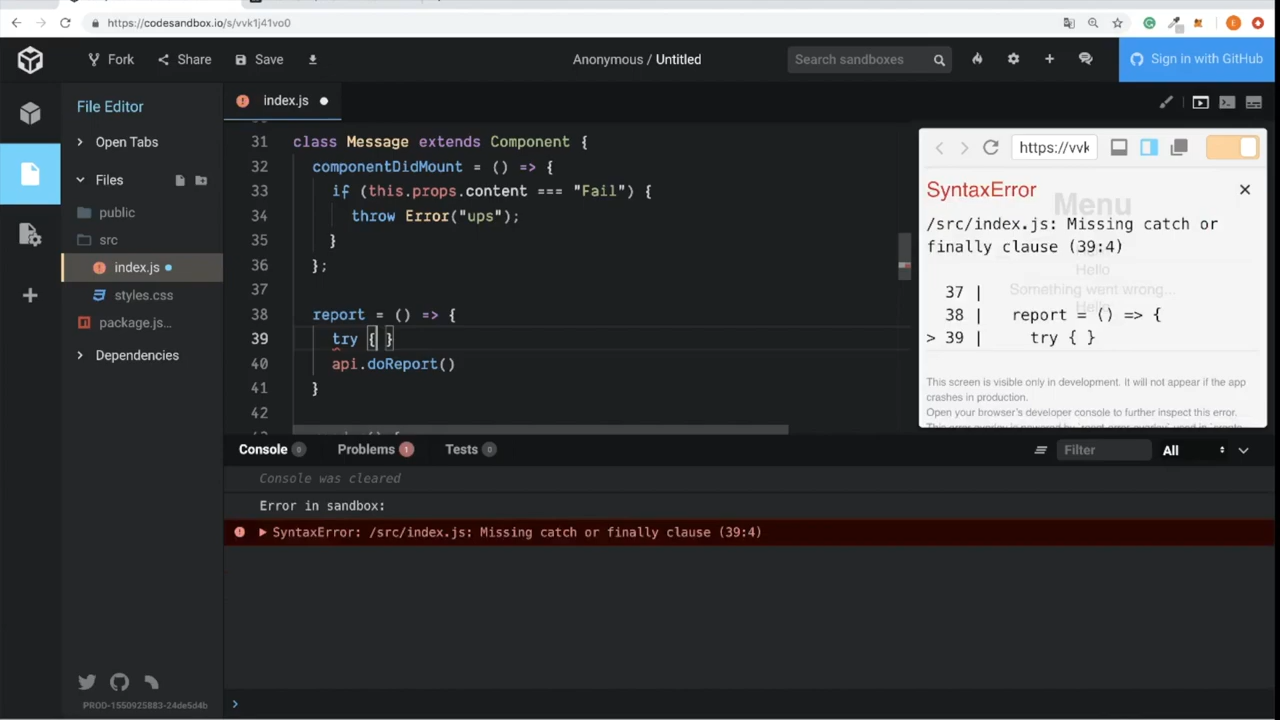 https://codesandbox.io/s/vvk1j41vo0
Fork
Share
Save
Anonymous / Untitled
Search sandboxes
Sign in with GitHub
File Editor
Open Tabs
Files
public
src
index.js
styles.css
package.js...
Dependencies
PROD-1550925883-24de5d4b
index.js
31 class Message extends Component {
32 componentDidMount = () => {
33 if (this.props.content === "Fail") {
34 throw Error("ups");
35 }
36 };
37
38 report = () => {
39 try { }
40 api.doReport()
41 }
42
https://vvk
SyntaxError
Menu
/src/index.js: Missing catch or
finally clause (39:4)
Hello
Something went wrong...
Hello
37 |
38 | report = () => {
> 39 | try { }
This screen is visible only in development. It will not appear if the app
crashes in production.
Open your browser's developer console to further inspect this error.
Console 0
Problems 1
Tests 0
Filter
All
Console was cleared
Error in sandbox:
SyntaxError: /src/index.js: Missing catch or finally clause (39:4)